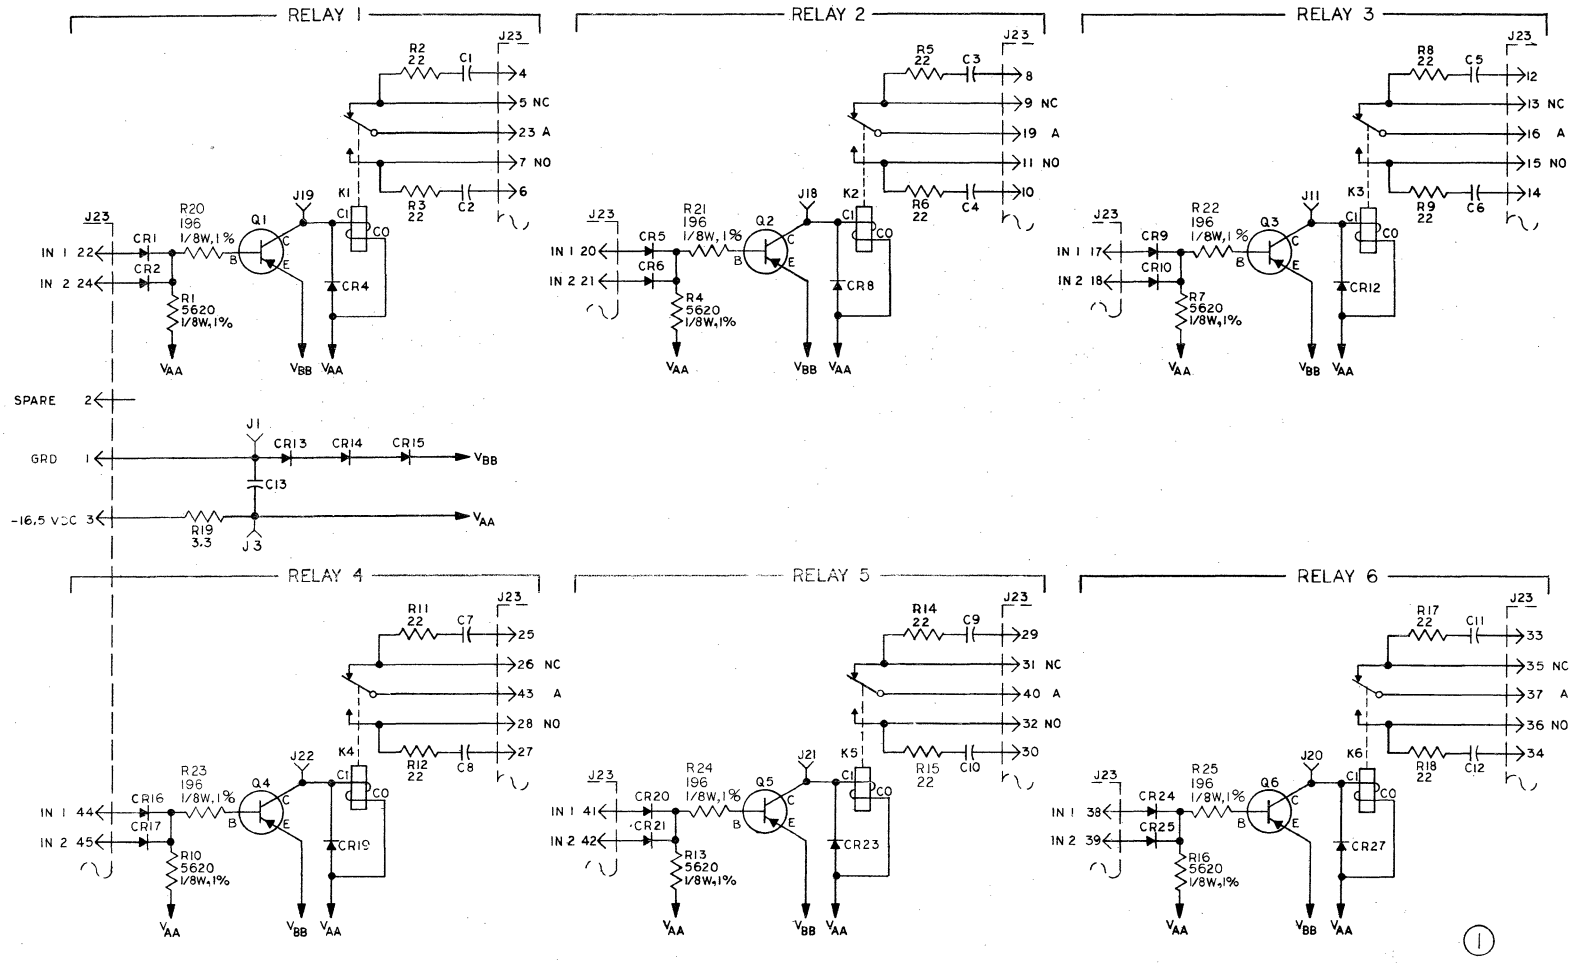 RELAY 1
J23
R2
22
C1
4
5 NC
23 A
7 NO
6
R3
22
C2
K1
J19
C1
CO
J23
R20
196
1/8W,1%
Q1
C
B
E
CR1
IN 1 22
CR2
IN 2 24
R1
5620
1/8W,1%
CR4
VAA
VBB
VAA
RELAY 2
J23
R5
22
C3
8
9 NC
19 A
11 NO
10
R6
22
C4
K2
J18
C1
CO
J23
R21
196
1/8W,1%
Q2
C
B
E
CR5
IN 1 20
CR6
IN 2 21
R4
5620
1/8W,1%
CR8
VAA
VBB
VAA
RELAY 3
J23
R8
22
C5
12
13 NC
16 A
15 NO
14
R9
22
C6
K3
J11
C1
CO
J23
R22
196
1/8W,1%
Q3
C
B
E
CR9
IN 1 17
CR10
IN 2 18
R7
5620
1/8W,1%
CR12
VAA
VBB
VAA
SPARE 2
J1
CR13
CR14
CR15
GRD 1
VBB
C13
-16.5 VDC 3
R19
3.3
J3
VAA
RELAY 4
J23
R11
22
C7
25
26 NC
43 A
28 NO
27
R12
22
C8
K4
J22
C1
CO
R23
196
1/8W,1%
Q4
C
B
E
CR16
IN 1 44
CR17
IN 2 45
R10
5620
1/8W,1%
CR19
VAA
VBB
VAA
RELAY 5
J23
R14
22
C9
29
31 NC
40 A
32 NO
30
R15
22
C10
K5
J21
C1
CO
J23
R24
196
1/8W,1%
Q5
C
B
E
CR20
IN 1 41
CR21
IN 2 42
R13
5620
1/8W,1%
CR23
VAA
VBB
VAA
RELAY 6
J23
R17
22
C11
33
35 NC
37 A
36 NO
34
R18
22
C12
K6
J20
C1
CO
J23
R25
196
1/8W,1%
Q6
C
B
E
CR24
IN 1 38
CR25
IN 2 39
R16
5620
1/8W,1%
CR27
VAA
VBB
VAA
1